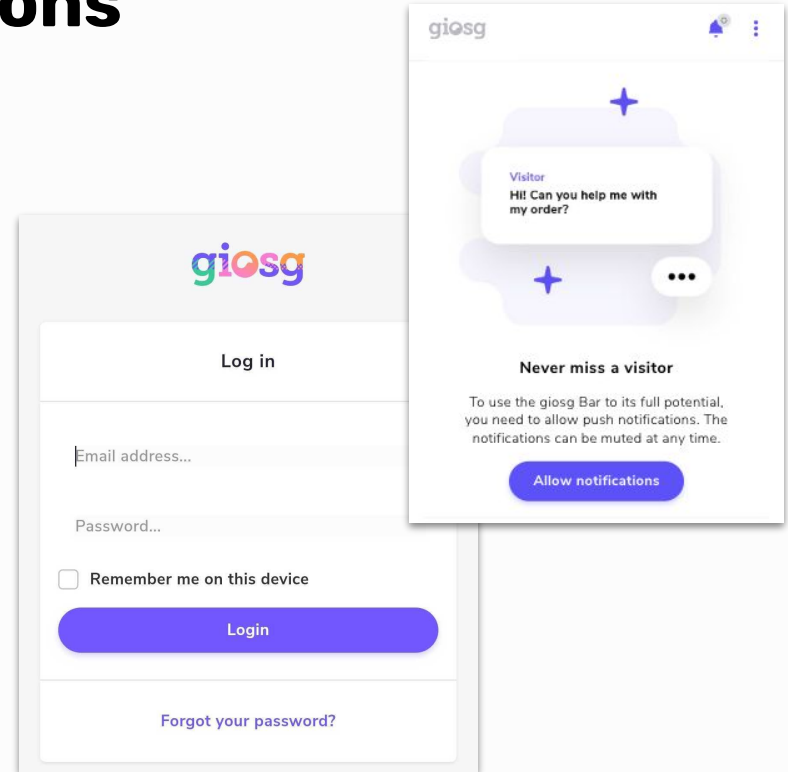 ons
giosg
Visitor
Hi! Can you help me with
my order?
Never miss a visitor
To use the giosg Bar to its full potential,
you need to allow push notifications. The
notifications can be muted at any time.
Allow notifications
giosg
Log in
Email address...
Password...
Remember me on this device
Login
Forgot your password?